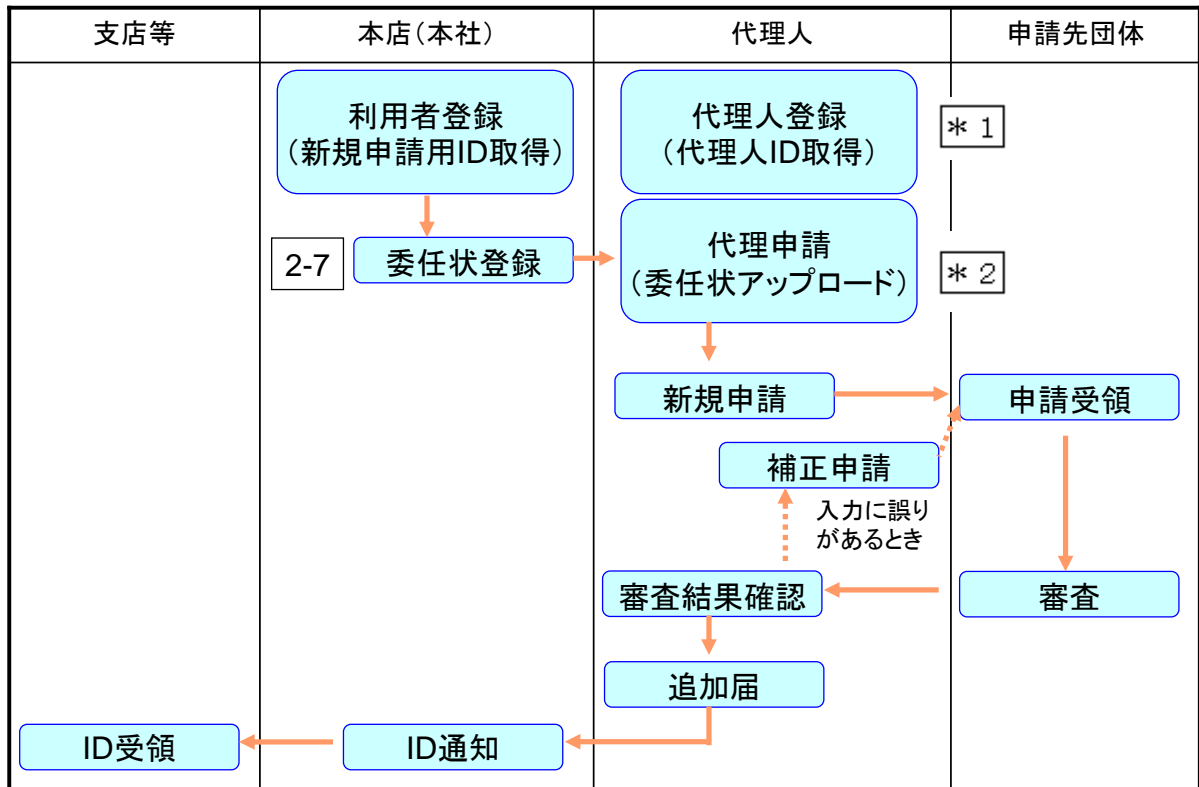 支店等
本店(本社)
代理人
申請先団体
利用者登録
(新規申請用ID取得)
代理人登録
(代理人ID取得)
＊1
2-7
委任状登録
代理申請
(委任状アップロード)
＊2
新規申請
申請受領
補正申請
入力に誤り
があるとき
審査結果確認
審査
追加届
ID受領
ID通知